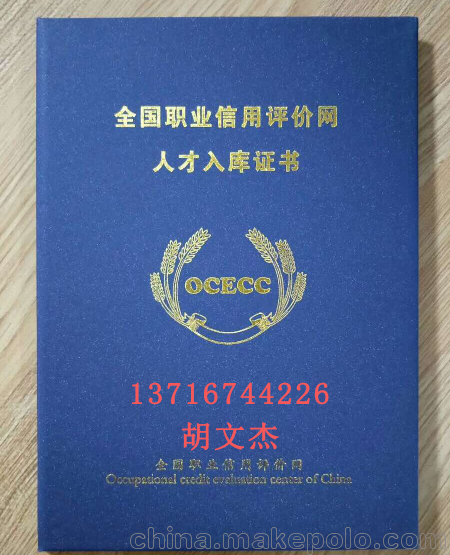 全国职业信用评价网
人才入库证书
OCECC
13716744226
胡文杰
全国职业信用评价网
Occupational credit evaluation center of China
china.makepolo.com